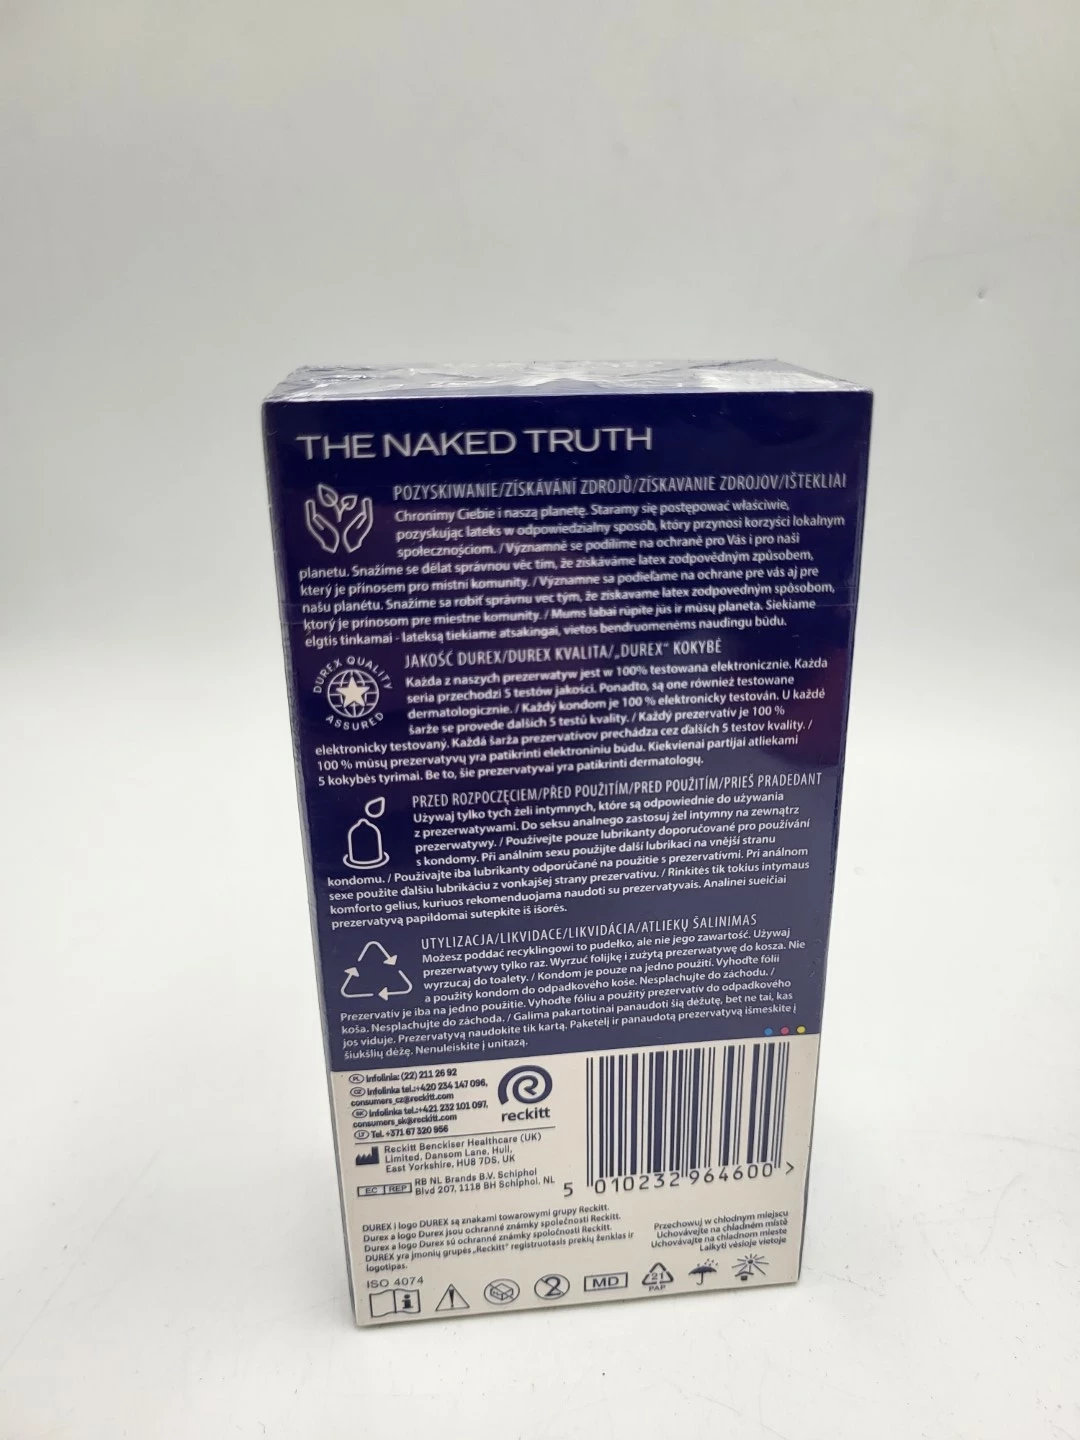 THE NAKED TRUTH
POZYSKIWANIE/ZÍSKÁVÁNÍ ZDROJŮ/ZÍSKAVANIE ZDROJOV/IŠTEKLIAI
Chronimy Ciebie i naszą planetę. Staramy się postępować właściwie,
pozyskując lateks w odpowiedzialny sposób, który przynosi korzyści lokalnym
społecznościom. / Významně se podílíme na ochraně pro Vás i pro naši
planetu. Snažíme se dělat správnou věc tím, že získáváme latex zodpovědným způsobem,
který je přínosem pro místní komunity. / Významne sa podieľame na ochrane pre vás aj pre
našu planétu. Snažíme sa robiť správnu vec tým, že získavame latex zodpovedným spôsobom,
ktorý je prínosom pre miestne komunity. / Mums labai rūpite jūs ir mūsų planeta. Siekiame
elgtis tinkamai - lateksą tiekiame atsakingai, vietos bendruomenėms naudingu būdu.
DUREX QUALITY ASSURED
JAKOŚĆ DUREX/DUREX KVALITA/„DUREX“ KOKYBĖ
Każda z naszych prezerwatyw jest w 100% testowana elektronicznie. Każda
seria przechodzi 5 testów jakości. Ponadto, są one również testowane
dermatologicznie. / Každý kondom je 100 % elektronicky testován. U každé
šarže se provede dalších 5 testů kvality. / Každý prezervatív je 100 %
elektronicky testovaný. Každá šarža prezervatívov prechádza cez ďalších 5 testov kvality. /
100 % mūsų prezervatyvų yra patikrinti elektroniniu būdu. Kiekvienai partijai atliekami
5 kokybės tyrimai. Be to, šie prezervatyvai yra patikrinti dermatologų.
PRZED ROZPOCZĘCIEM/PŘED POUŽITÍM/PRED POUŽITÍM/PRIEŠ PRADEDANT
Używaj tylko tych żeli intymnych, które są odpowiednie do używania
z prezerwatywami. Do seksu analnego zastosuj żel intymny na zewnątrz
prezerwatywy. / Používejte pouze lubrikanty doporučované pro používání
s kondomy. Při análním sexu použijte další lubrikaci na vnější stranu
kondomu. / Používajte iba lubrikanty odporúčané na použitie s prezervatívmi. Pri análnom
sexe použite ďalšiu lubrikáciu z vonkajšej strany prezervatívu. / Rinkitės tik tokius intymaus
komforto gelius, kuriuos rekomenduojama naudoti su prezervatyvais. Analinei sueičiai
prezervatyvą papildomai sutepkite iš išorės.
UTYLIZACJA/LIKVIDACE/LIKVIDÁCIA/ATLIEKŲ ŠALINIMAS
Możesz poddać recyklingowi to pudełko, ale nie jego zawartość. Używaj
prezerwatywy tylko raz. Wyrzuć folijkę i zużytą prezerwatywę do kosza. Nie
wyrzucaj do toalety. / Kondom je pouze na jedno použití. Vyhoďte fólii
a použitý kondom do odpadkového koše. Nesplachujte do záchodu. /
Prezervatív je iba na jedno použitie. Vyhoďte fóliu a použitý prezervatív do odpadkového
koša. Nesplachujte do záchoda. / Galima pakartotinai panaudoti šią dėžutę, bet ne tai, kas
jos viduje. Prezervatyvą naudokite tik kartą. Paketėlį ir panaudotą prezervatyvą išmeskite į
šiukšlių dėžę. Nenuleiskite į unitazą.
PL Infolinia: (22) 211 26 92
CZ Infolinka tel.:+420 234 147 096,
consumers_cz@reckitt.com
SK Infolinka tel.:+421 232 101 097,
consumers_sk@reckitt.com
LT Tel. +371 67 320 956
reckitt
Reckitt Benckiser Healthcare (UK)
Limited, Dansom Lane, Hull,
East Yorkshire, HU8 7DS, UK
EC REP RB NL Brands B.V. Schiphol
Blvd 207, 1118 BH Schiphol, NL
5 010232 964600 >
DUREX i logo DUREX są znakami towarowymi grupy Reckitt.
Durex a logo Durex jsou ochranné známky společnosti Reckitt.
Durex a logo Durex sú ochranné známky spoločnosti Reckitt.
DUREX yra įmonių grupės „Reckitt“ registruotasis prekių ženklas ir
logotipas.
Przechowuj w chłodnym miejscu
Uchovávejte na chladném místě
Uchovávajte na chladnom mieste
Laikyti vėsioje vietoje
ISO 4074
i
2
MD
21
PAP